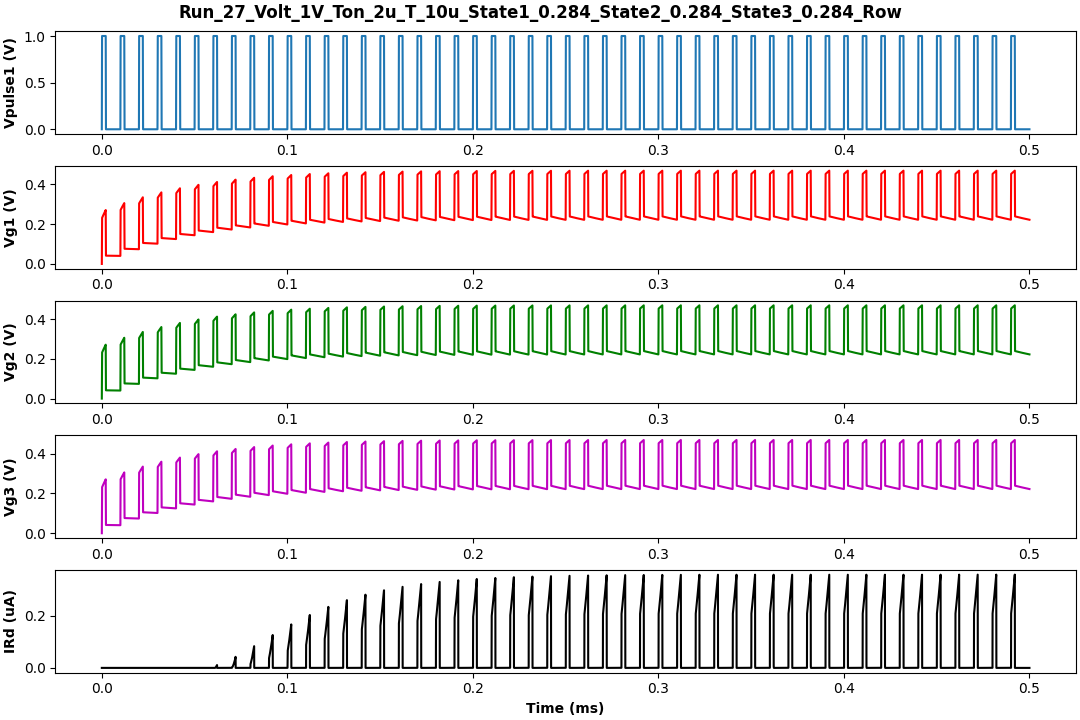 Run_27_Volt_1V_Ton_2u_T_10u_State1_0.284_State2_0.284_State3_0.284_Row
Vpulse1 (V)
1.0
0.5
0.0
0.0 0.1 0.2 0.3 0.4 0.5
Vg1 (V)
0.4
0.2
0.0
0.0 0.1 0.2 0.3 0.4 0.5
Vg2 (V)
0.4
0.2
0.0
0.0 0.1 0.2 0.3 0.4 0.5
Vg3 (V)
0.4
0.2
0.0
0.0 0.1 0.2 0.3 0.4 0.5
IRd (uA)
0.2
0.0
0.0 0.1 0.2 0.3 0.4 0.5
Time (ms)